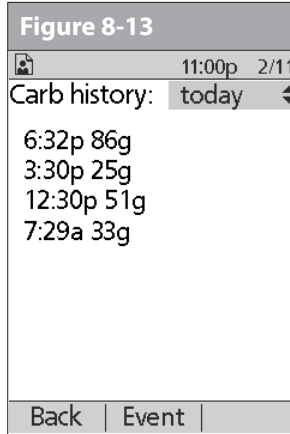 Figure 8-13
11:00p 2/11
Carb history: today
6:32p 86g
3:30p 25g
12:30p 51g
7:29a 33g
Back | Event |